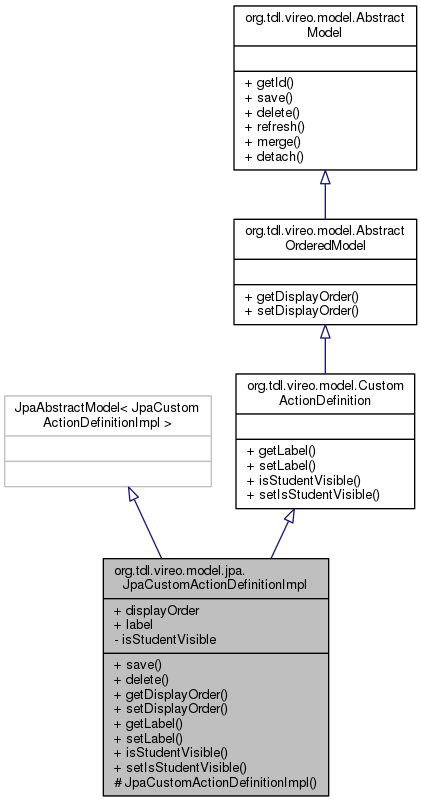 org.tdl.vireo.model.Abstract
Model
+ getId()
+ save()
+ delete()
+ refresh()
+ merge()
+ detach()
org.tdl.vireo.model.Abstract
OrderedModel
+ getDisplayOrder()
+ setDisplayOrder()
org.tdl.vireo.model.Custom
ActionDefinition
+ getLabel()
+ setLabel()
+ isStudentVisible()
+ setIsStudentVisible()
JpaAbstractModel< JpaCustom
ActionDefinitionImpl >
org.tdl.vireo.model.jpa.
JpaCustomActionDefinitionImpl
+ displayOrder
+ label
- isStudentVisible
+ save()
+ delete()
+ getDisplayOrder()
+ setDisplayOrder()
+ getLabel()
+ setLabel()
+ isStudentVisible()
+ setIsStudentVisible()
# JpaCustomActionDefinitionImpl()